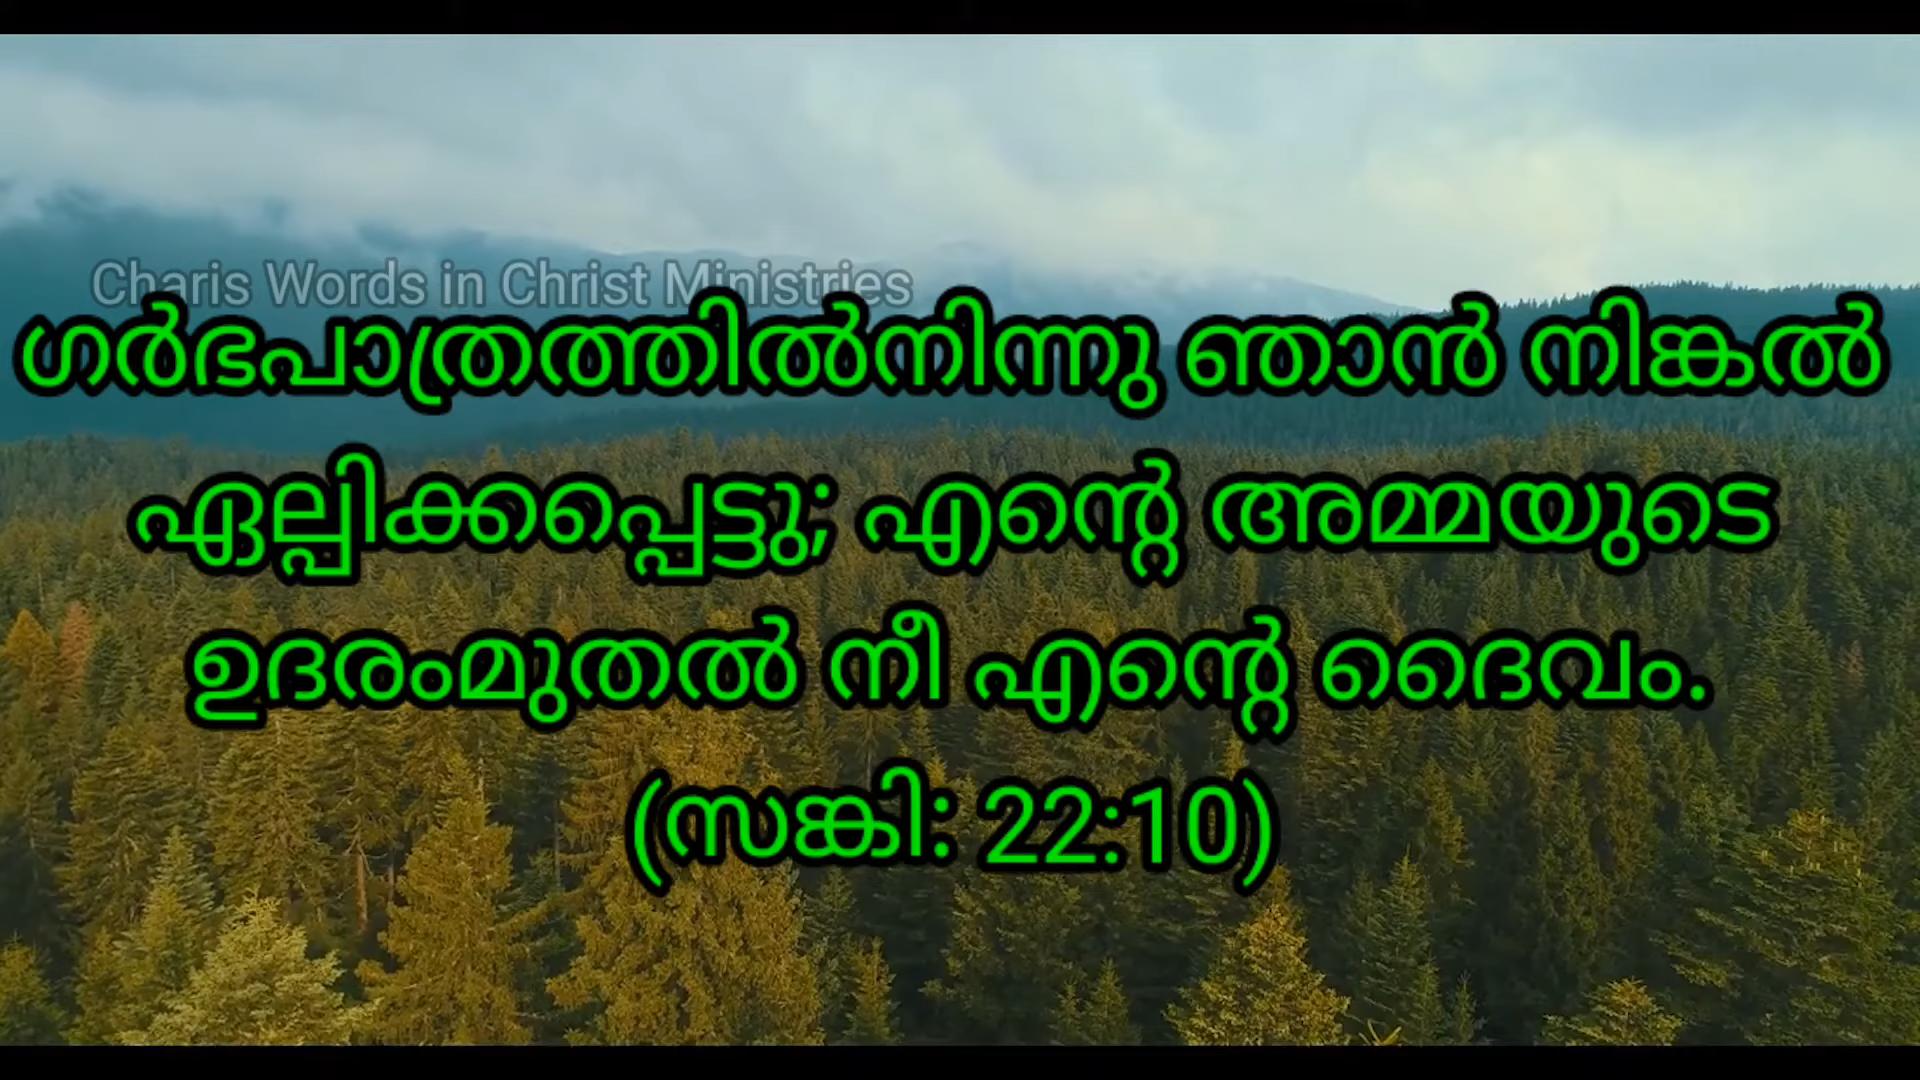 Charis Words in Christ Ministries
ഗർഭപാത്രത്തിൽനിന്നു ഞാൻ നിങ്കൽ
ഏല്പിക്കപ്പെട്ടു; എന്റെ അമ്മയുടെ
ഉദരംമുതൽ നീ എന്റെ ദൈവം.
(സങ്കി: 22:10)